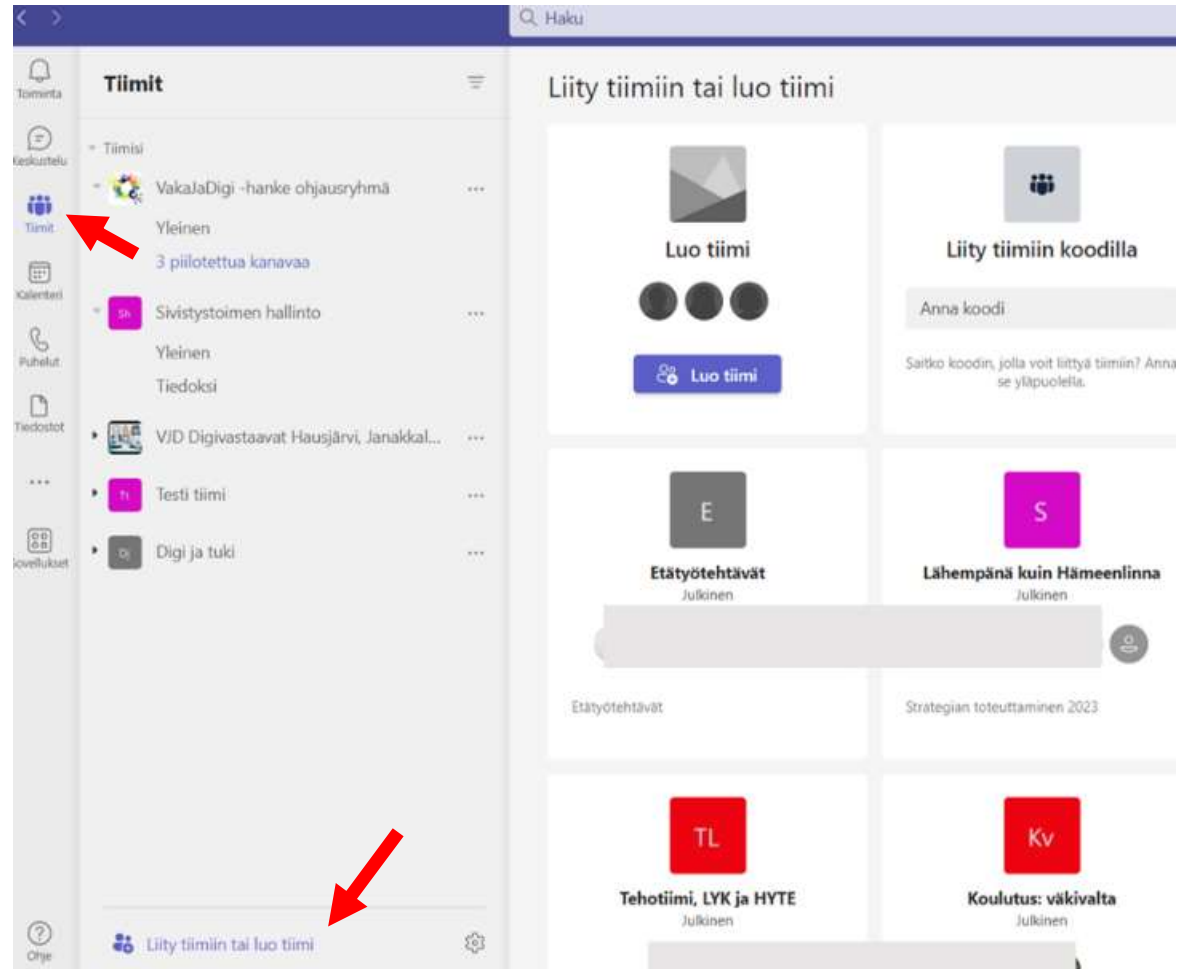 Haku
Toiminta
Keskustelu
Tiimit
Kalenteri
Puhelut
Tiedostot
Sovellukset
Ohje
Tiimit
Tiimisi
VakaJaDigi -hanke ohjausryhmä
Yleinen
3 piilotettua kanavaa
Sh
Sivistystoimen hallinto
Yleinen
Tiedoksi
VJD Digivastaavat Hausjärvi, Janakkal...
Tt
Testi tiimi
Dj
Digi ja tuki
Liity tiimiin tai luo tiimi
Liity tiimiin tai luo tiimi
Luo tiimi
Luo tiimi
Liity tiimiin koodilla
Anna koodi
Saitko koodin, jolla voit liittyä tiimiin? Anna
se yläpuolella.
E
Etätyötehtävät
Julkinen
Etätyötehtävät
S
Lähempänä kuin Hämeenlinna
Julkinen
Strategian toteuttaminen 2023
TL
Tehotiimi, LYK ja HYTE
Julkinen
Kv
Koulutus: väkivalta
Julkinen